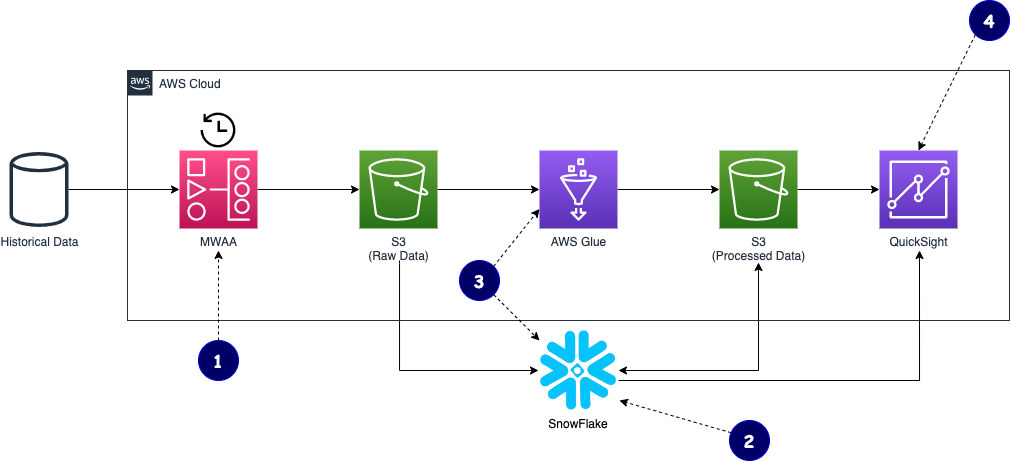 4
aws
AWS Cloud
Historical Data
MWAA
S3
(Raw Data)
AWS Glue
S3
(Processed Data)
QuickSight
3
1
SnowFlake
2